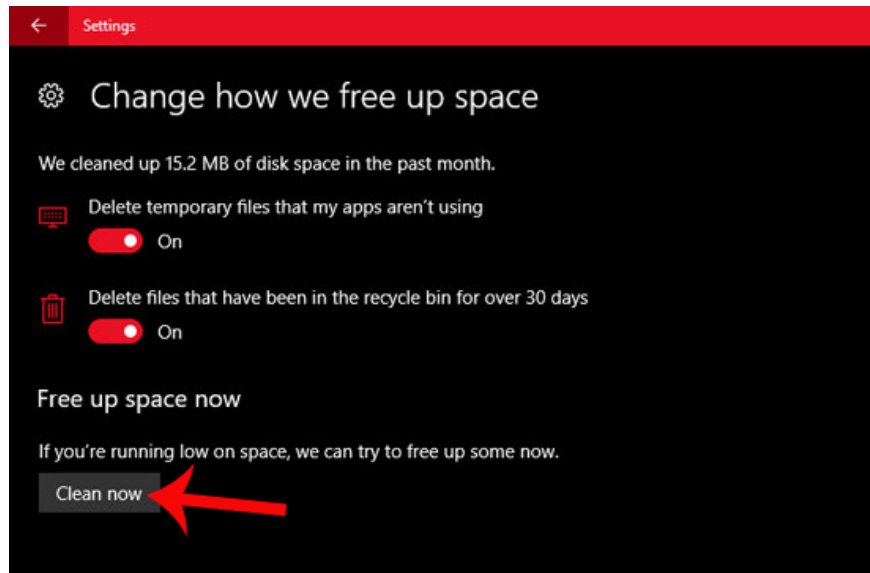 Settings
Change how we free up space
We cleaned up 15.2 MB of disk space in the past month.
Delete temporary files that my apps aren't using
On
Delete files that have been in the recycle bin for over 30 days
On
Free up space now
If you're running low on space, we can try to free up some now.
Clean now